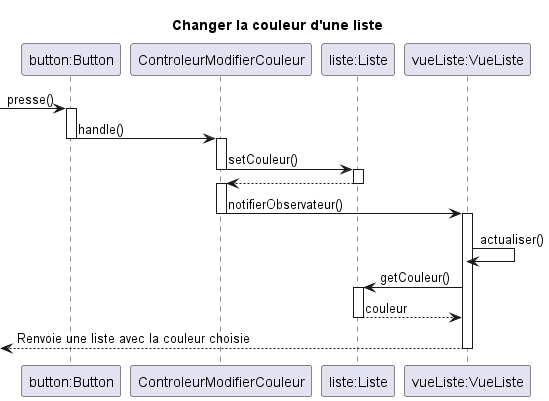 Changer la couleur d'une liste
button:Button
ControleurModifierCouleur
liste:Liste
vueListe:VueListe
presse()
handle()
setCouleur()
notifierObservateur()
actualiser()
getCouleur()
couleur
Renvoie une liste avec la couleur choisie
button:Button
ControleurModifierCouleur
liste:Liste
vueListe:VueListe